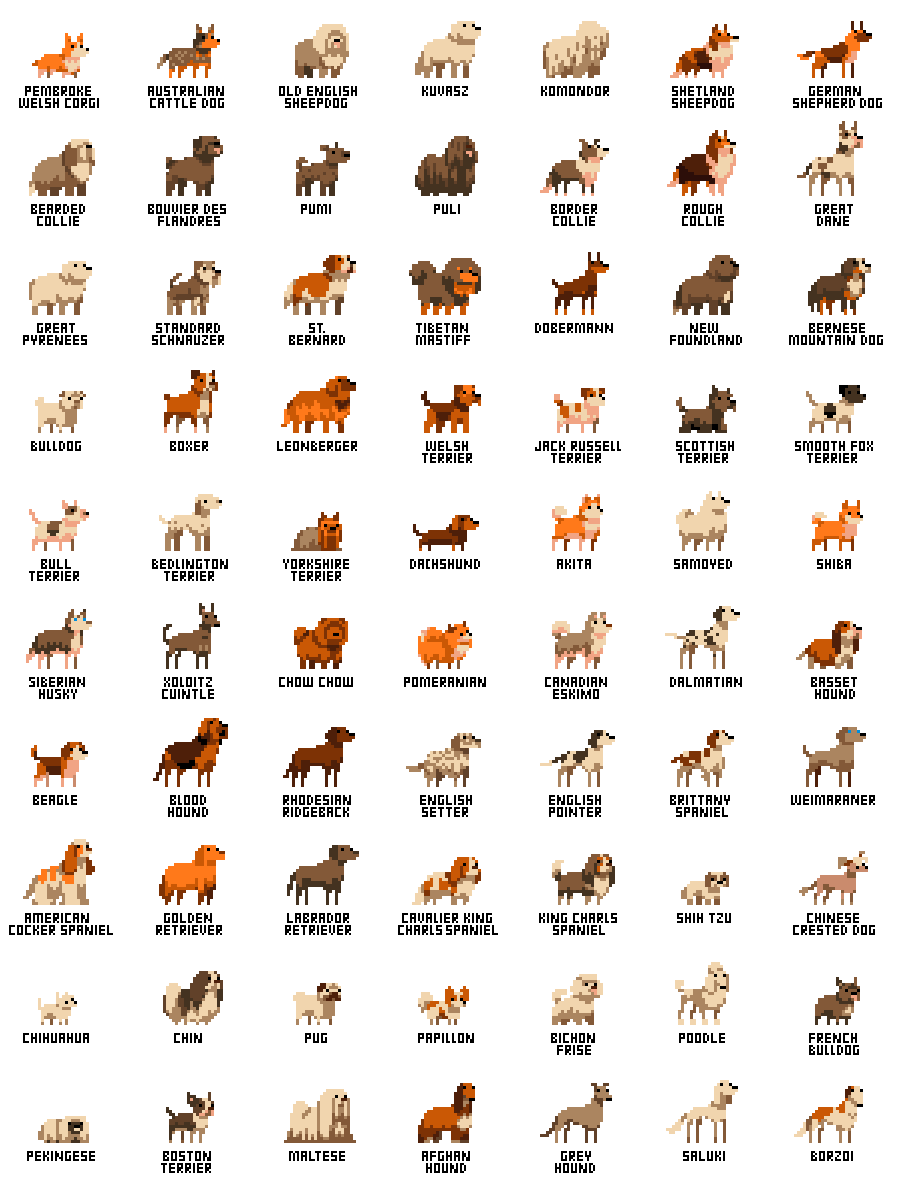 PEMBROKE
WELSH CORGI
AUSTRALIAN
CATTLE DOG
OLD ENGLISH
SHEEPDOG
KUVASZ
KOMONDOR
SHETLAND
SHEEPDOG
GERMAN
SHEPHERD DOG
BEARDED
COLLIE
BOUVIER DES
FLANDRES
PUMI
PULI
BORDER
COLLIE
ROUGH
COLLIE
GREAT
DANE
GREAT
PYRENEES
STANDARD
SCHNAUZER
ST.
BERNARD
TIBETAN
MASTIFF
DOBERMANN
NEW
FOUNDLAND
BERNESE
MOUNTAIN DOG
BULLDOG
BOXER
LEONBERGER
WELSH
TERRIER
JACK RUSSELL
TERRIER
SCOTTISH
TERRIER
SMOOTH FOX
TERRIER
BULL
TERRIER
BEDLINGTON
TERRIER
YORKSHIRE
TERRIER
DACHSHUND
AKITA
SAMOYED
SHIBA
SIBERIAN
HUSKY
XOLOITZ
CUINTLE
CHOW CHOW
POMERANIAN
CANADIAN
ESKIMO
DALMATIAN
BASSET
HOUND
BEAGLE
BLOOD
HOUND
RHODESIAN
RIDGEBACK
ENGLISH
SETTER
ENGLISH
POINTER
BRITTANY
SPANIEL
WEIMARANER
AMERICAN
COCKER SPANIEL
GOLDEN
RETRIEVER
LABRADOR
RETRIEVER
CAVALIER KING
CHARLS SPANIEL
KING CHARLS
SPANIEL
SHIH TZU
CHINESE
CRESTED DOG
CHIHUAHUA
CHIN
PUG
PAPILLON
BICHON
FRISE
POODLE
FRENCH
BULLDOG
PEKINGESE
BOSTON
TERRIER
MALTESE
AFGHAN
HOUND
GREY
HOUND
SALUKI
BORZOI